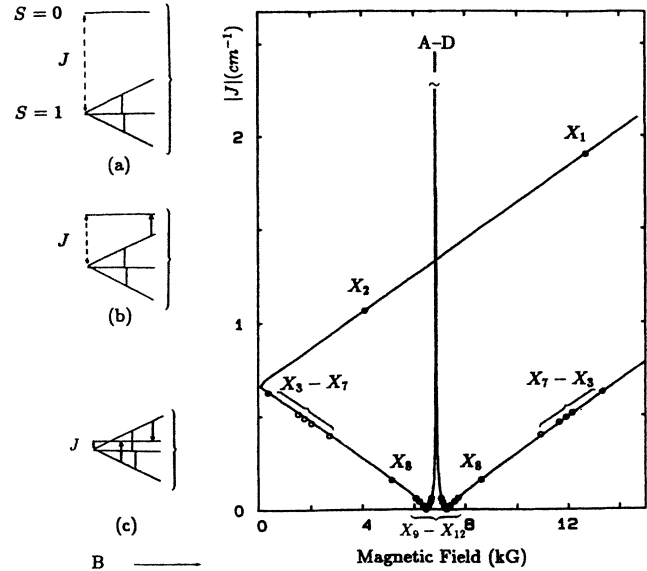 S = 0
J
S = 1
(a)
J
(b)
J
(c)
B
|J|(cm⁻¹)
2
1
0
A–D
~
X₁
X₂
X₃ – X₇
X₇ – X₃
X₈
X₈
X₉ – X₁₂
0 4 8 12
Magnetic Field (kG)